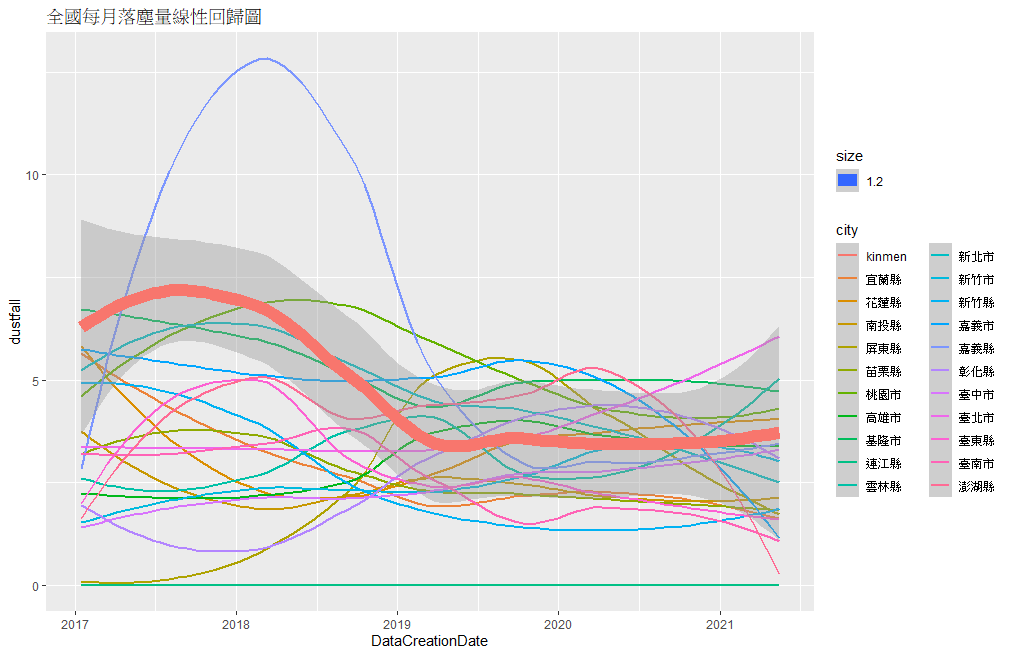 全國每月落塵量線性回歸圖
dustfall
10
5
0
2017
2018
2019
2020
2021
DataCreationDate
size
1.2
city
kinmen
宜蘭縣
花蓮縣
南投縣
屏東縣
苗栗縣
桃園市
高雄市
基隆市
連江縣
雲林縣
新北市
新竹市
新竹縣
嘉義市
嘉義縣
彰化縣
臺中市
臺北市
臺東縣
臺南市
澎湖縣